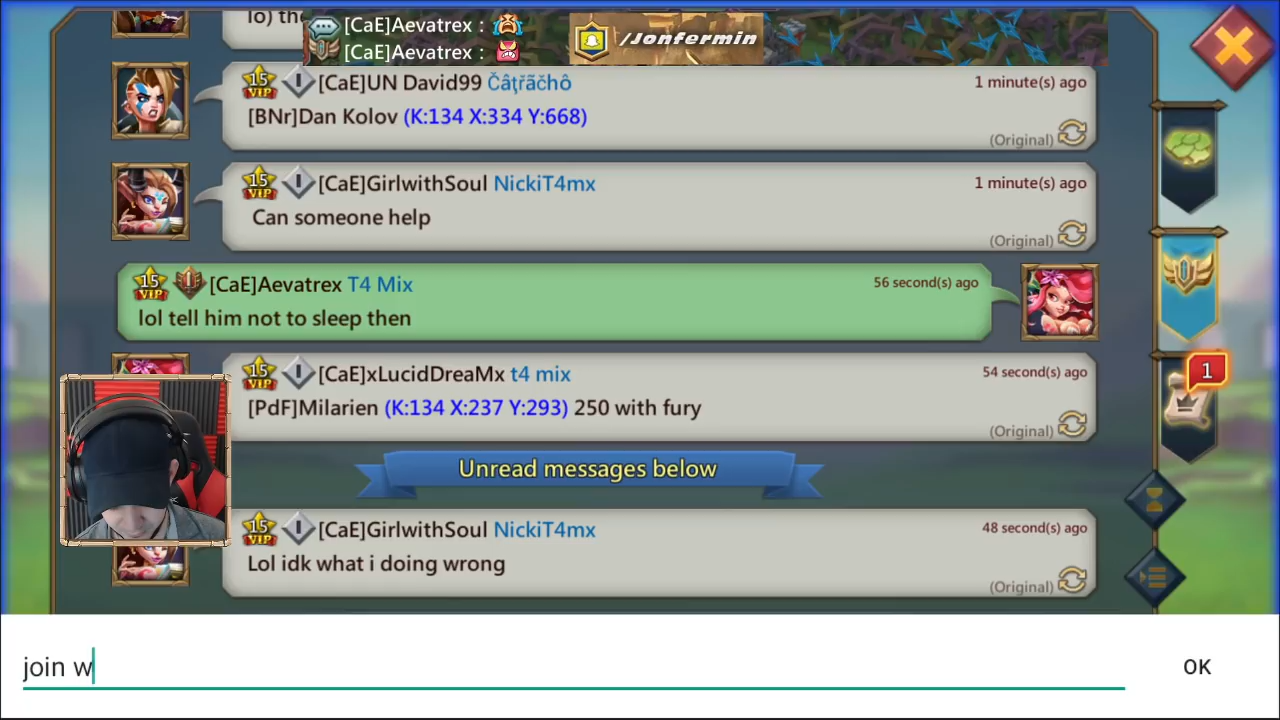 lol) the
[CaE]Aevatrex :
[CaE]Aevatrex :
/Jonfermin
15 VIP [CaE]UN David99 Čâţřãčhô 1 minute(s) ago
[BNr]Dan Kolov (K:134 X:334 Y:668)
(Original)
15 VIP [CaE]GirlwithSoul NickiT4mx 1 minute(s) ago
Can someone help
(Original)
15 VIP [CaE]Aevatrex T4 Mix 56 second(s) ago
lol tell him not to sleep then
15 VIP [CaE]xLucidDreaMx t4 mix 54 second(s) ago
[PdF]Milarien (K:134 X:237 Y:293) 250 with fury
(Original)
1
Unread messages below
15 VIP [CaE]GirlwithSoul NickiT4mx 48 second(s) ago
Lol idk what i doing wrong
(Original)
join w
OK